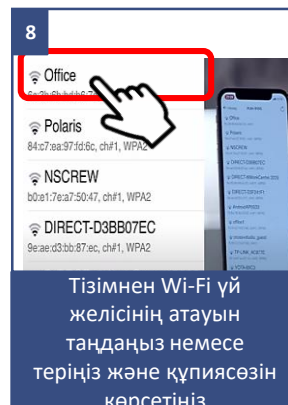 8
Office
Polaris
84:c7:ea:97:fd:6c, ch#1, WPA2
NSCREW
b0:e1:7e:a7:50:47, ch#1, WPA2
DIRECT-D3BB07EC
9e:ae:d3:bb:87:ec, ch#1, WPA2
Тізімнен Wi-Fi үй
желісінің атауын
таңдаңыз немесе
теріңіз және құпиясөзін
көрсетіңіз